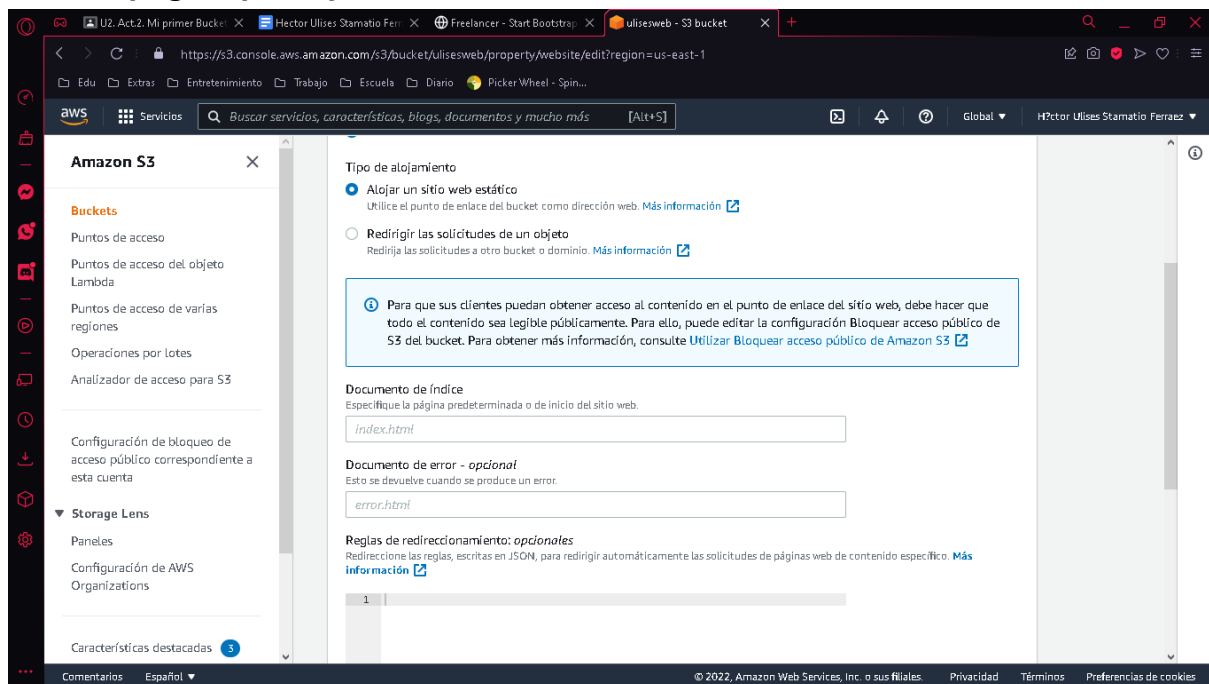 U2. Act.2. Mi primer Bucket
Hector Ulises Stamatio Ferr
Freelancer - Start Bootstrap
ulisesweb - S3 bucket
https://s3.console.aws.amazon.com/s3/bucket/ulisesweb/property/website/edit?region=us-east-1
Edu Extras Entretenimiento Trabajo Escuela Diario Picker Wheel - Spin...
aws Servicios Buscar servicios, características, blogs, documentos y mucho más [Alt+S] Global H?ctor Ulises Stamatio Ferraez
Amazon S3
Buckets
Puntos de acceso
Puntos de acceso del objeto
Lambda
Puntos de acceso de varias
regiones
Operaciones por lotes
Analizador de acceso para S3
Configuración de bloqueo de
acceso público correspondiente a
esta cuenta
Storage Lens
Paneles
Configuración de AWS
Organizations
Características destacadas 3
Tipo de alojamiento
Alojar un sitio web estático
Utilice el punto de enlace del bucket como dirección web. Más información
Redirigir las solicitudes de un objeto
Redirija las solicitudes a otro bucket o dominio. Más información
Para que sus clientes puedan obtener acceso al contenido en el punto de enlace del sitio web, debe hacer que
todo el contenido sea legible públicamente. Para ello, puede editar la configuración Bloquear acceso público de
S3 del bucket. Para obtener más información, consulte Utilizar Bloquear acceso público de Amazon S3
Documento de índice
Especifique la página predeterminada o de inicio del sitio web.
index.html
Documento de error - opcional
Esto se devuelve cuando se produce un error.
error.html
Reglas de redireccionamiento: opcionales
Redireccione las reglas, escritas en JSON, para redirigir automáticamente las solicitudes de páginas web de contenido específico. Más
información
1
Comentarios Español © 2022, Amazon Web Services, Inc. o sus filiales. Privacidad Términos Preferencias de cookies